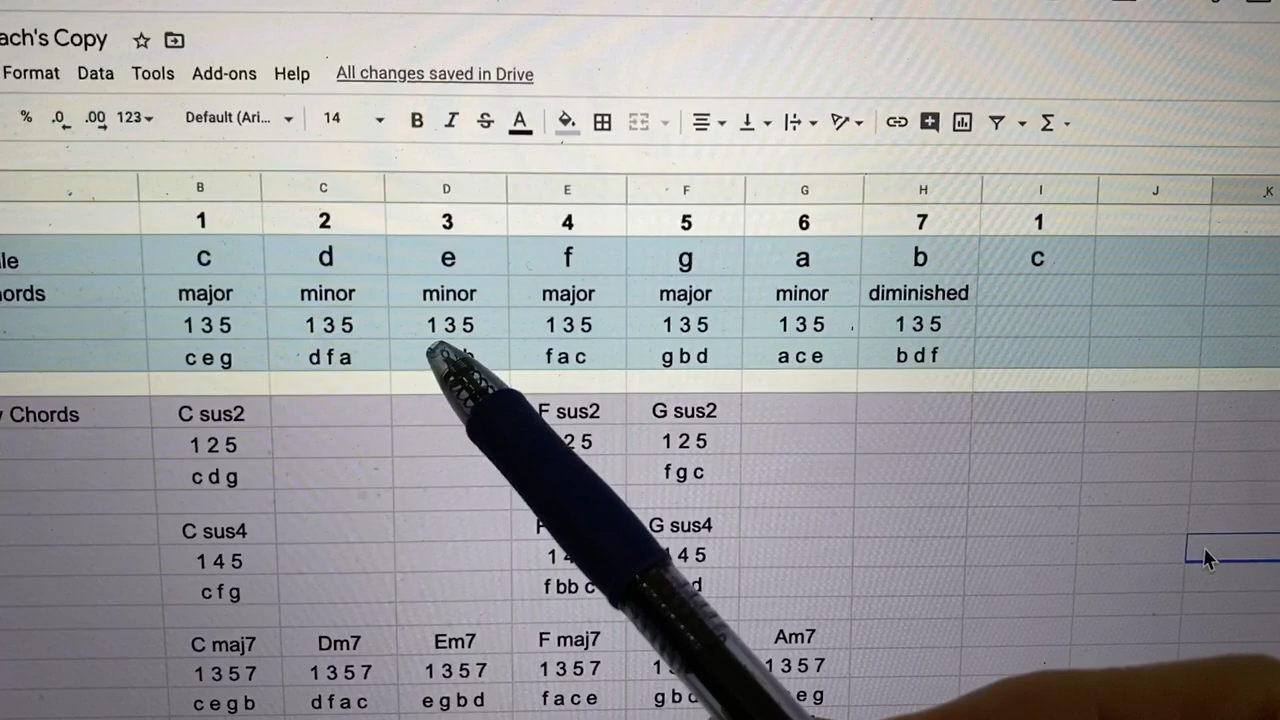 ach's Copy
Format Data Tools Add-ons Help All changes saved in Drive
% .0 .00 123 Default (Ari... 14 B I S A
B C D E F G H I J K
1 2 3 4 5 6 7 1
le c d e f g a b c
ords major minor minor major major minor diminished
1 3 5 1 3 5 1 3 5 1 3 5 1 3 5 1 3 5 1 3 5
c e g d f a b f a c g b d a c e b d f
Chords C sus2 F sus2 G sus2
1 2 5 2 5 1 2 5
c d g f g c
C sus4 F G sus4
1 4 5 1 4 5
c f g f bb c d
C maj7 Dm7 Em7 F maj7 Am7
1 3 5 7 1 3 5 7 1 3 5 7 1 3 5 7 1 1 3 5 7
c e g b d f a c e g b d f a c e g b e g